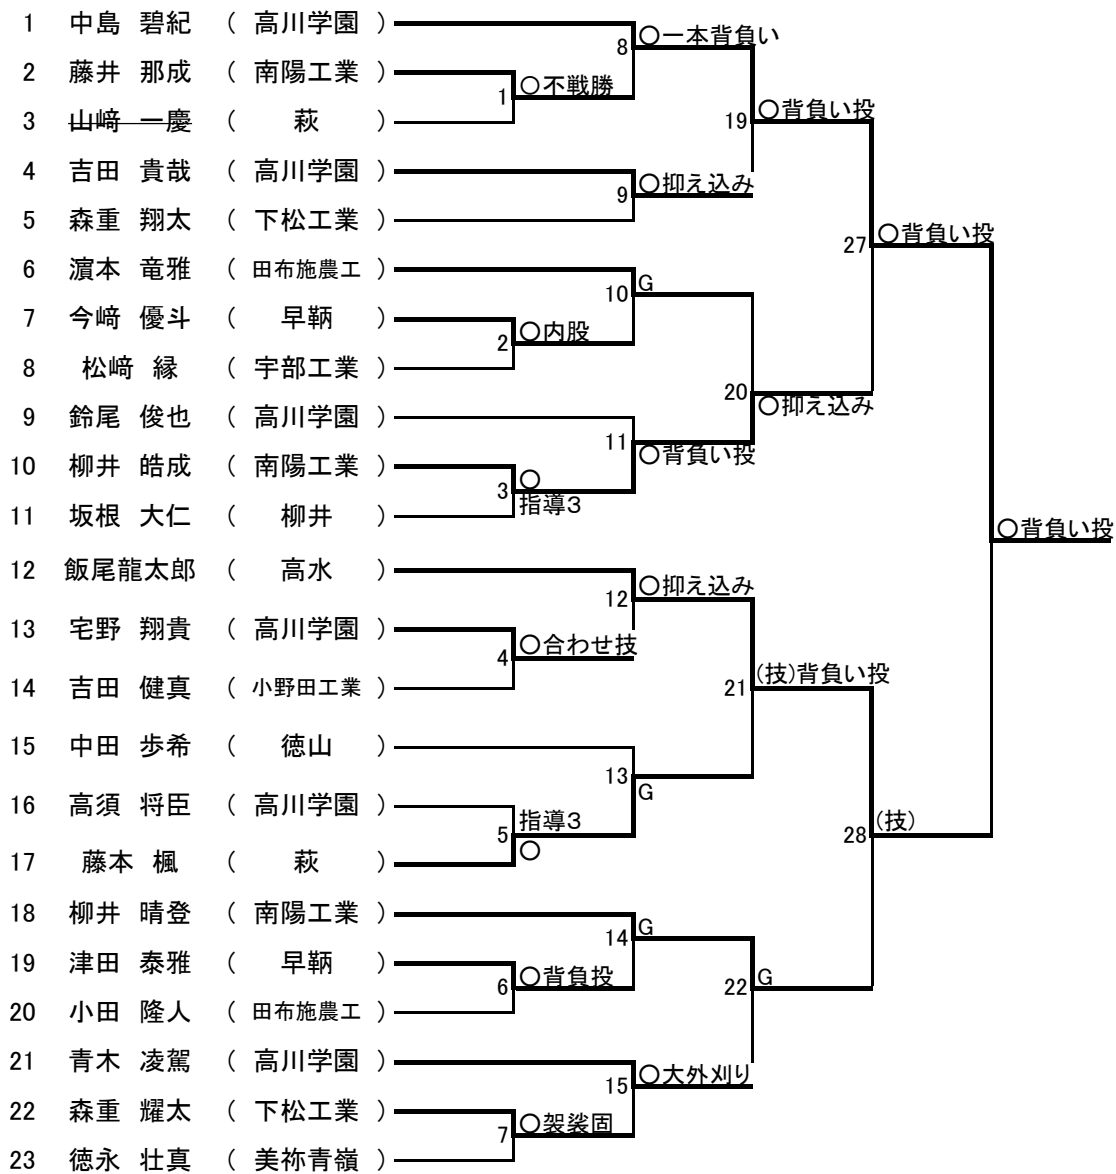 1 中島 碧紀 ( 高川学園 )
8 〇一本背負い
2 藤井 那成 ( 南陽工業 )
1 〇不戦勝
19 〇背負い投
3 山﨑 一慶 ( 萩 )
4 吉田 貴哉 ( 高川学園 )
9 〇抑え込み
5 森重 翔太 ( 下松工業 )
27 〇背負い投
6 濵本 竜雅 ( 田布施農工 )
10 G
7 今﨑 優斗 ( 早鞆 )
2 〇内股
8 松﨑 縁 ( 宇部工業 )
20 〇抑え込み
9 鈴尾 俊也 ( 高川学園 )
11 〇背負い投
10 柳井 皓成 ( 南陽工業 )
3 〇
指導3
11 坂根 大仁 ( 柳井 )
〇背負い投
12 飯尾龍太郎 ( 高水 )
12 〇抑え込み
13 宅野 翔貴 ( 高川学園 )
4 〇合わせ技
14 吉田 健真 ( 小野田工業 )
21 (技)背負い投
15 中田 歩希 ( 徳山 )
13 G
16 高須 将臣 ( 高川学園 )
5 指導3
〇
28 (技)
17 藤本 楓 ( 萩 )
18 柳井 晴登 ( 南陽工業 )
14 G
19 津田 泰雅 ( 早鞆 )
6 〇背負投
22 G
20 小田 隆人 ( 田布施農工 )
21 青木 凌駕 ( 高川学園 )
15 〇大外刈り
22 森重 耀太 ( 下松工業 )
7 〇袈裟固
23 徳永 壮真 ( 美祢青嶺 )